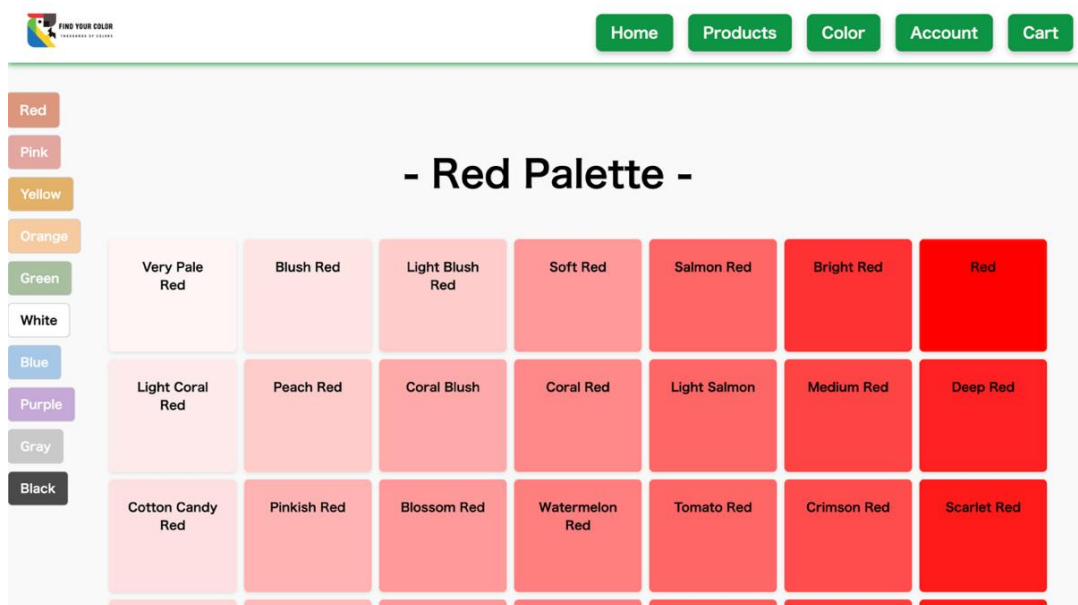 FIND YOUR COLOR
THOUSANDS OF COLORS
Home
Products
Color
Account
Cart
Red
Pink
Yellow
Orange
Green
White
Blue
Purple
Gray
Black
- Red Palette -
Very Pale
Red
Blush Red
Light Blush
Red
Soft Red
Salmon Red
Bright Red
Red
Light Coral
Red
Peach Red
Coral Blush
Coral Red
Light Salmon
Medium Red
Deep Red
Cotton Candy
Red
Pinkish Red
Blossom Red
Watermelon
Red
Tomato Red
Crimson Red
Scarlet Red